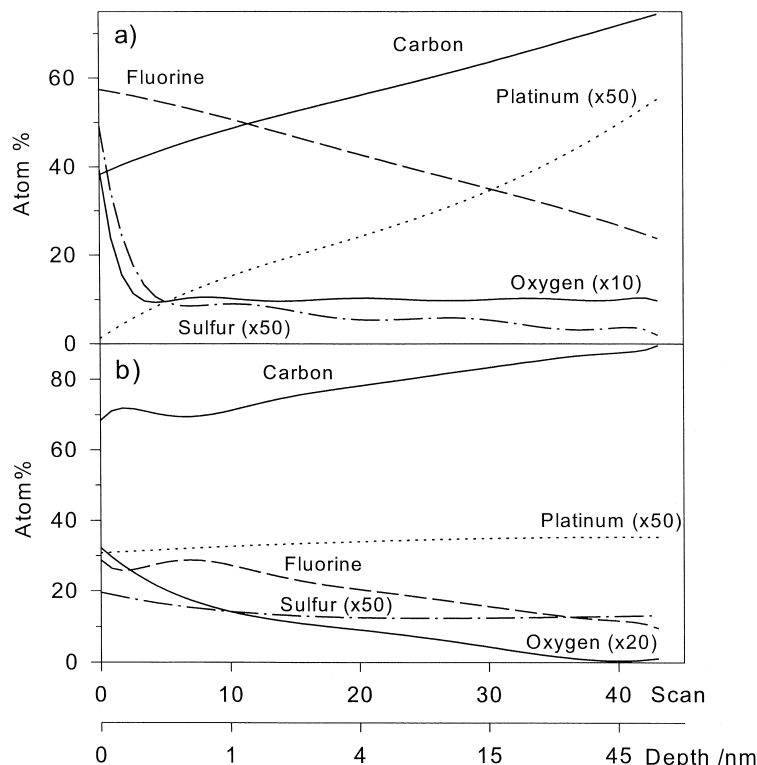 a)
Carbon
Fluorine
Platinum (x50)
Oxygen (x10)
Sulfur (x50)
Atom %
60
40
20
0
b)
Carbon
Platinum (x50)
Fluorine
Sulfur (x50)
Oxygen (x20)
Atom%
80
60
40
20
0
0 10 20 30 40 Scan
0 1 4 15 45 Depth /nm